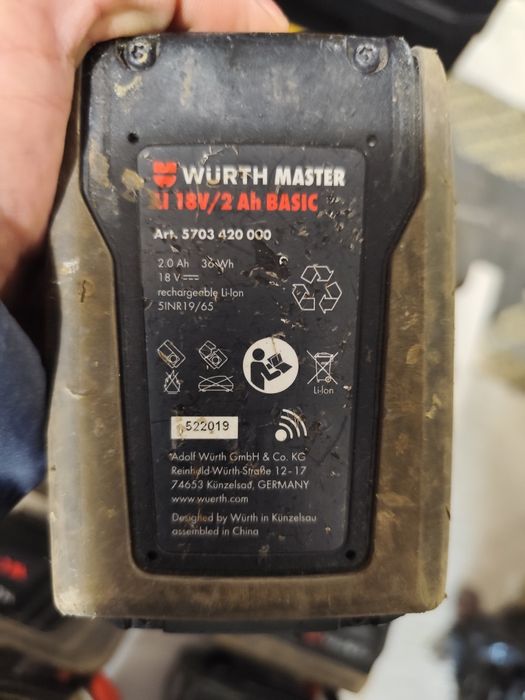 WÜRTH MASTER
LI 18V/2 Ah BASIC
Art. 5703 420 000
2.0 Ah 36 Wh
18 V
rechargeable Li-Ion
5INR19/65
Li-Ion
522019
Adolf Würth GmbH & Co. KG
Reinhold-Würth-Straße 12-17
74653 Künzelsau, GERMANY
www.wuerth.com
Designed by Würth in Künzelsau
assembled in China